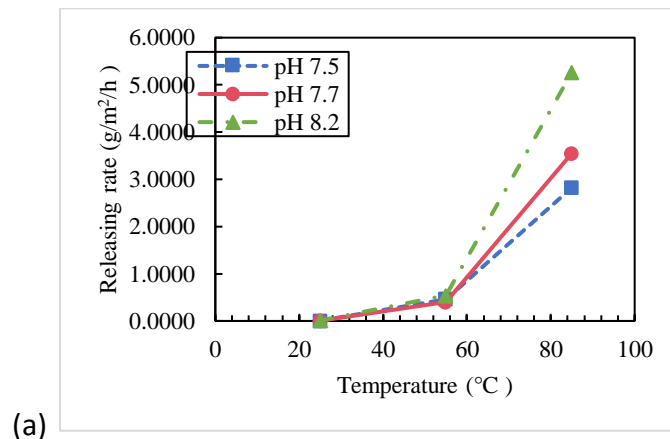 6.0000
5.0000
4.0000
3.0000
2.0000
1.0000
0.0000
Releasing rate (g/m²/h )
pH 7.5
pH 7.7
pH 8.2
0 20 40 60 80 100
Temperature (℃ )
(a)